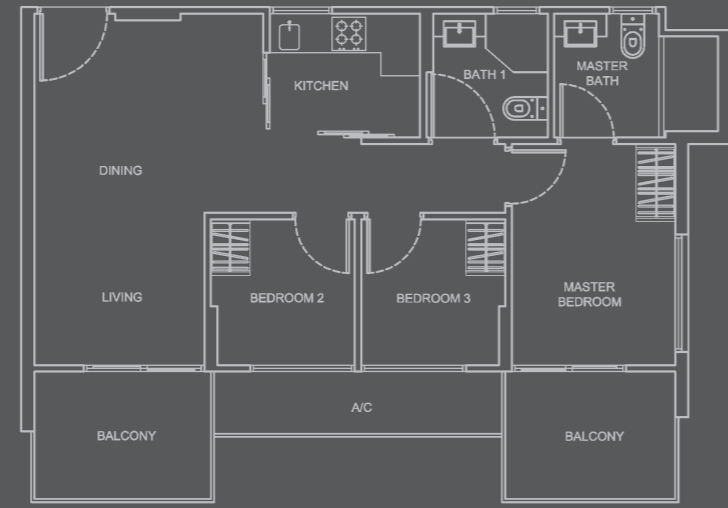 KITCHEN
BATH 1
MASTER
BATH
DINING
LIVING
BEDROOM 2
BEDROOM 3
MASTER
BEDROOM
A/C
BALCONY
BALCONY